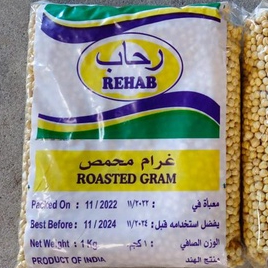 رحاب
REHAB
غرام محمص
ROASTED GRAM
Packed On : 11 / 2022 معبأة في : ١١/٢٠٢٢
Best Before : 11 / 2024 يفضل استخدامه قبل: ١١/٢٠٢٤
Net Weight : 1 Kg الوزن الصافي : ١ كجم
PRODUCT OF INDIA منتج الهند